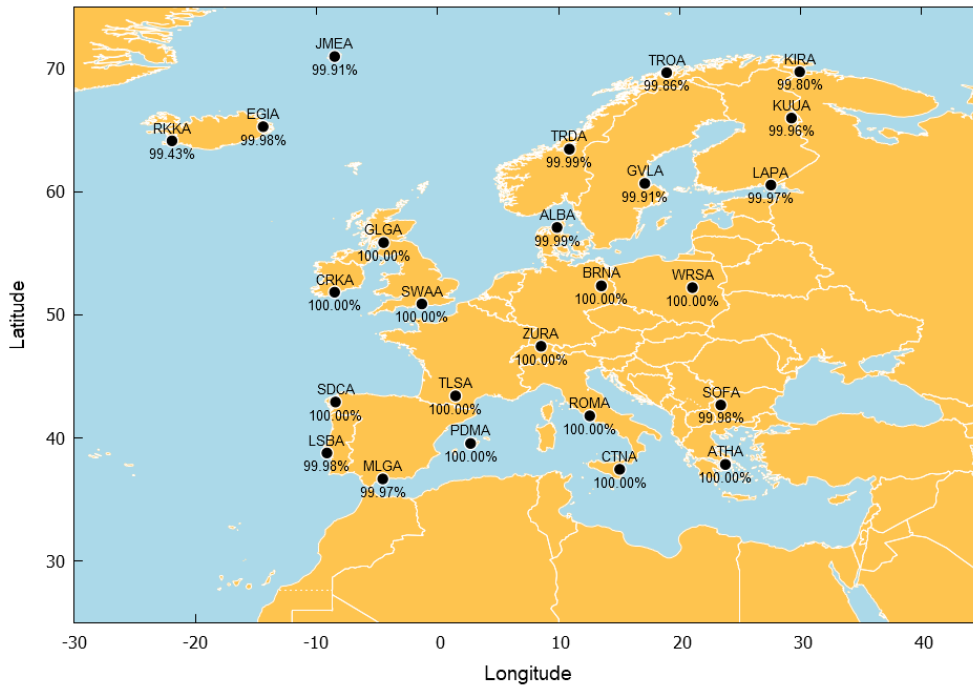 JMEA
99.91%
TROA
99.86%
KIRA
99.80%
KUUA
99.96%
EGIA
99.98%
RKKA
99.43%
TRDA
99.99%
GVLA
99.91%
LAPA
99.97%
ALBA
99.99%
GLGA
100.00%
CRKA
100.00%
SWAA
100.00%
BRNA
100.00%
WRSA
100.00%
ZURA
100.00%
SDCA
100.00%
TLSA
100.00%
ROMA
100.00%
SOFA
99.98%
LSBA
99.98%
PDMA
100.00%
MLGA
99.97%
CTNA
100.00%
ATHA
100.00%
70
60
50
40
30
Latitude
-30 -20 -10 0 10 20 30 40
Longitude